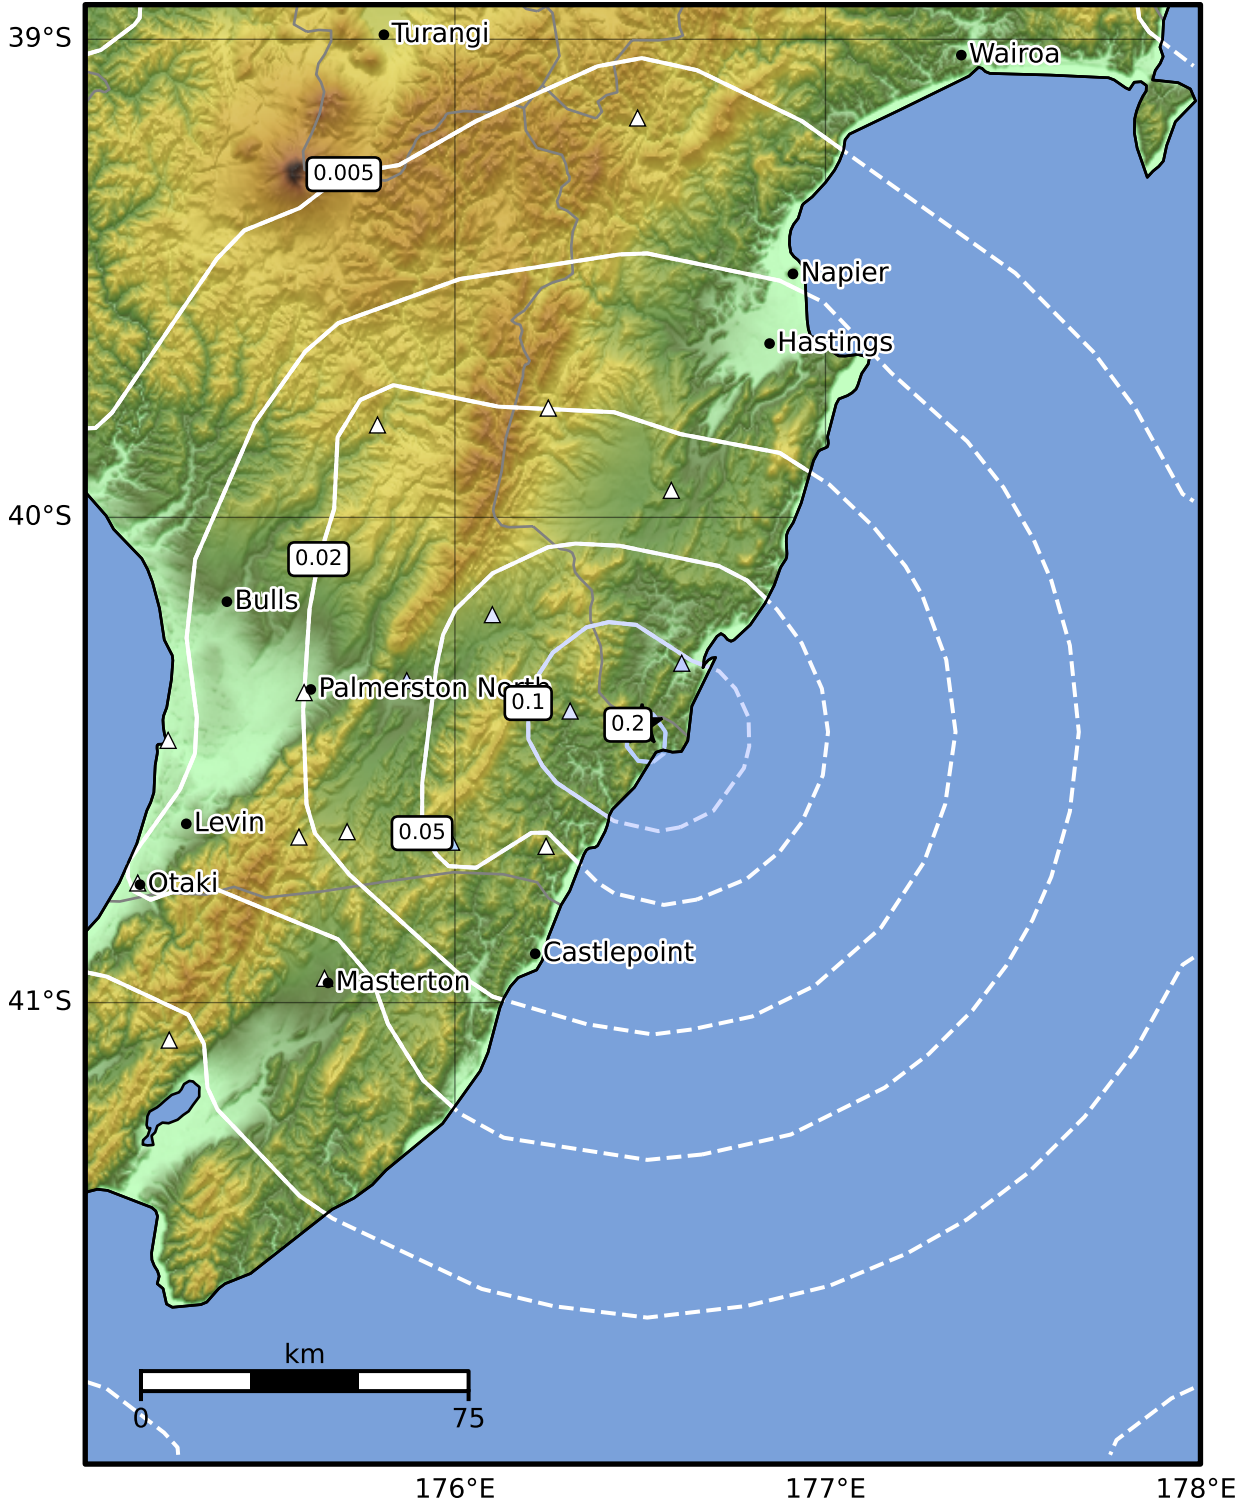 39°S
Turangi
Wairoa
0.005
Napier
Hastings
40°S
0.02
Bulls
Palmerston North
0.1
0.2
Levin
0.05
Otaki
Castlepoint
Masterton
41°S
km
0 75
176°E 177°E 178°E